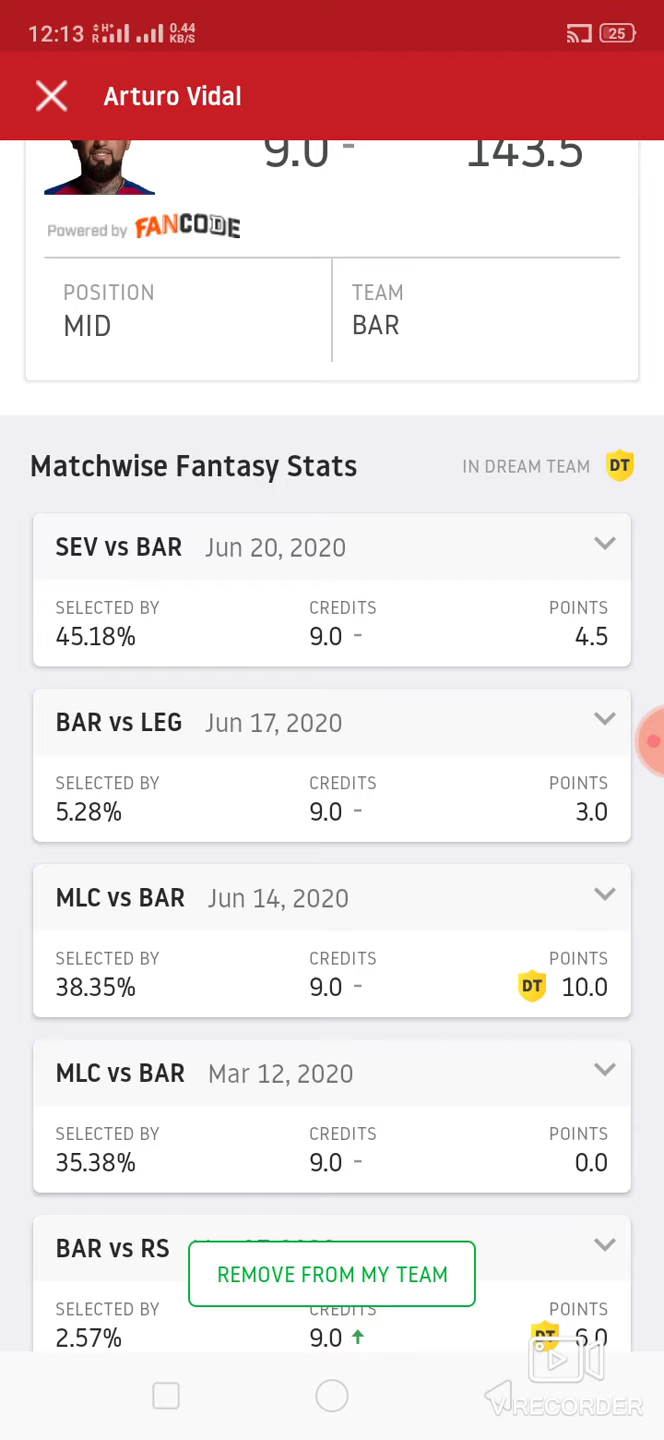 12:13 R H+ 0.44 KB/S 25
Arturo Vidal
9.0 - 143.5
Powered by FANCODE
POSITION TEAM
MID BAR
Matchwise Fantasy Stats IN DREAM TEAM DT
SEV vs BAR Jun 20, 2020
SELECTED BY CREDITS POINTS
45.18% 9.0 - 4.5
BAR vs LEG Jun 17, 2020
SELECTED BY CREDITS POINTS
5.28% 9.0 - 3.0
MLC vs BAR Jun 14, 2020
SELECTED BY CREDITS POINTS
38.35% 9.0 - DT 10.0
MLC vs BAR Mar 12, 2020
SELECTED BY CREDITS POINTS
35.38% 9.0 - 0.0
BAR vs RS
REMOVE FROM MY TEAM
SELECTED BY CREDITS POINTS
2.57% 9.0 DT 6.0
VRECORDER